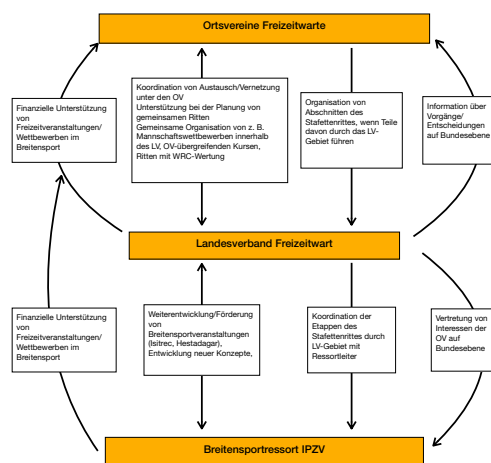 Ortsvereine Freizeitwarte
Finanzielle Unterstützung
von
Freizeitveranstaltungen/
Wettbewerben im
Breitensport
Koordination von Austausch/Vernetzung
unter den OV
Unterstützung bei der Planung von
gemeinsamen Ritten
Gemeinsame Organisation von z. B.
Mannschaftswettbewerben innerhalb
des LV, OV-übergreifenden Kursen,
Ritten mit WRC-Wertung
Organisation von
Abschnitten des
Stafettenrittes, wenn Teile
davon durch das LV-
Gebiet führen
Information über
Vorgänge/
Entscheidungen
auf Bundesebene
Landesverband Freizeitwart
Finanzielle Unterstützung
von
Freizeitveranstaltungen/
Wettbewerben im
Breitensport
Weiterentwicklung/Förderung
von
Breitensportveranstaltungen
(Isitrec, Hestadagar),
Entwicklung neuer Konzepte,
Koordination der
Etappen des
Stafettenrittes durch
LV-Gebiet mit
Ressortleiter
Vertretung von
Interessen der
OV auf
Bundesebene
Breitensportressort IPZV